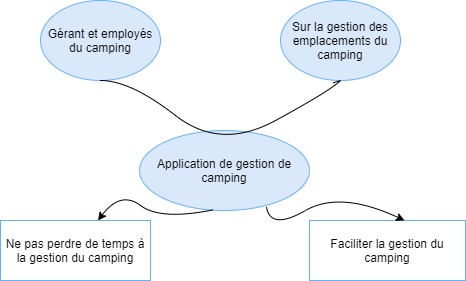 Gérant et employés
du camping
Sur la gestion des
emplacements du
camping
Application de gestion de
camping
Ne pas perdre de temps à
la gestion du camping
Faciliter la gestion du
camping